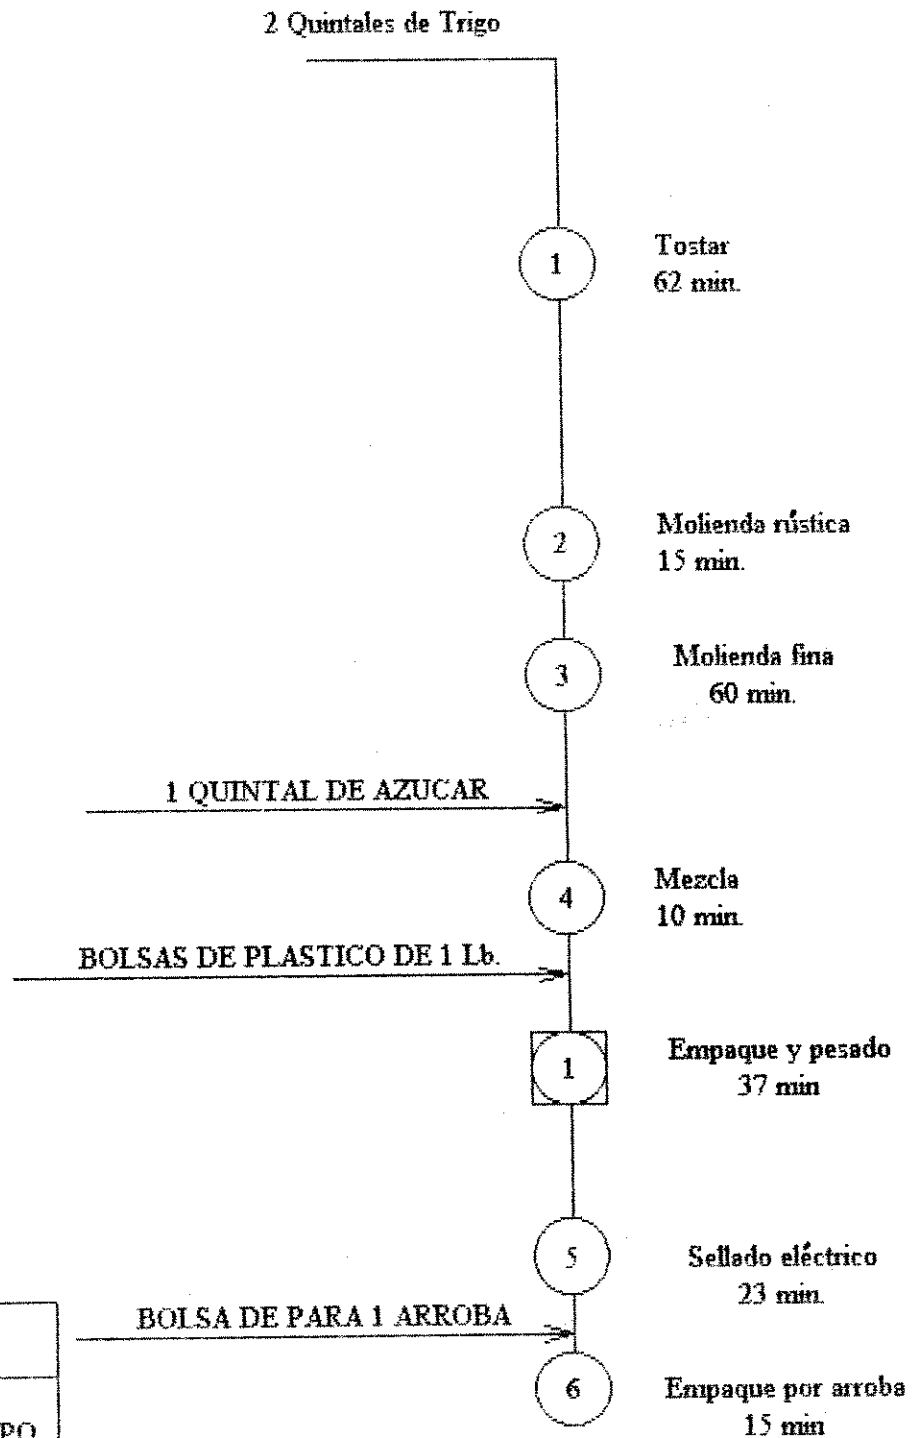 2 Quintales de Trigo
1
Tostar
62 min.
2
Molienda rústica
15 min.
3
Molienda fina
60 min.
1 QUINTAL DE AZUCAR
4
Mezcla
10 min.
BOLSAS DE PLASTICO DE 1 Lb.
1
Empaque y pesado
37 min
5
Sellado eléctrico
23 min.
BOLSA DE PARA 1 ARROBA
6
Empaque por arroba
15 min